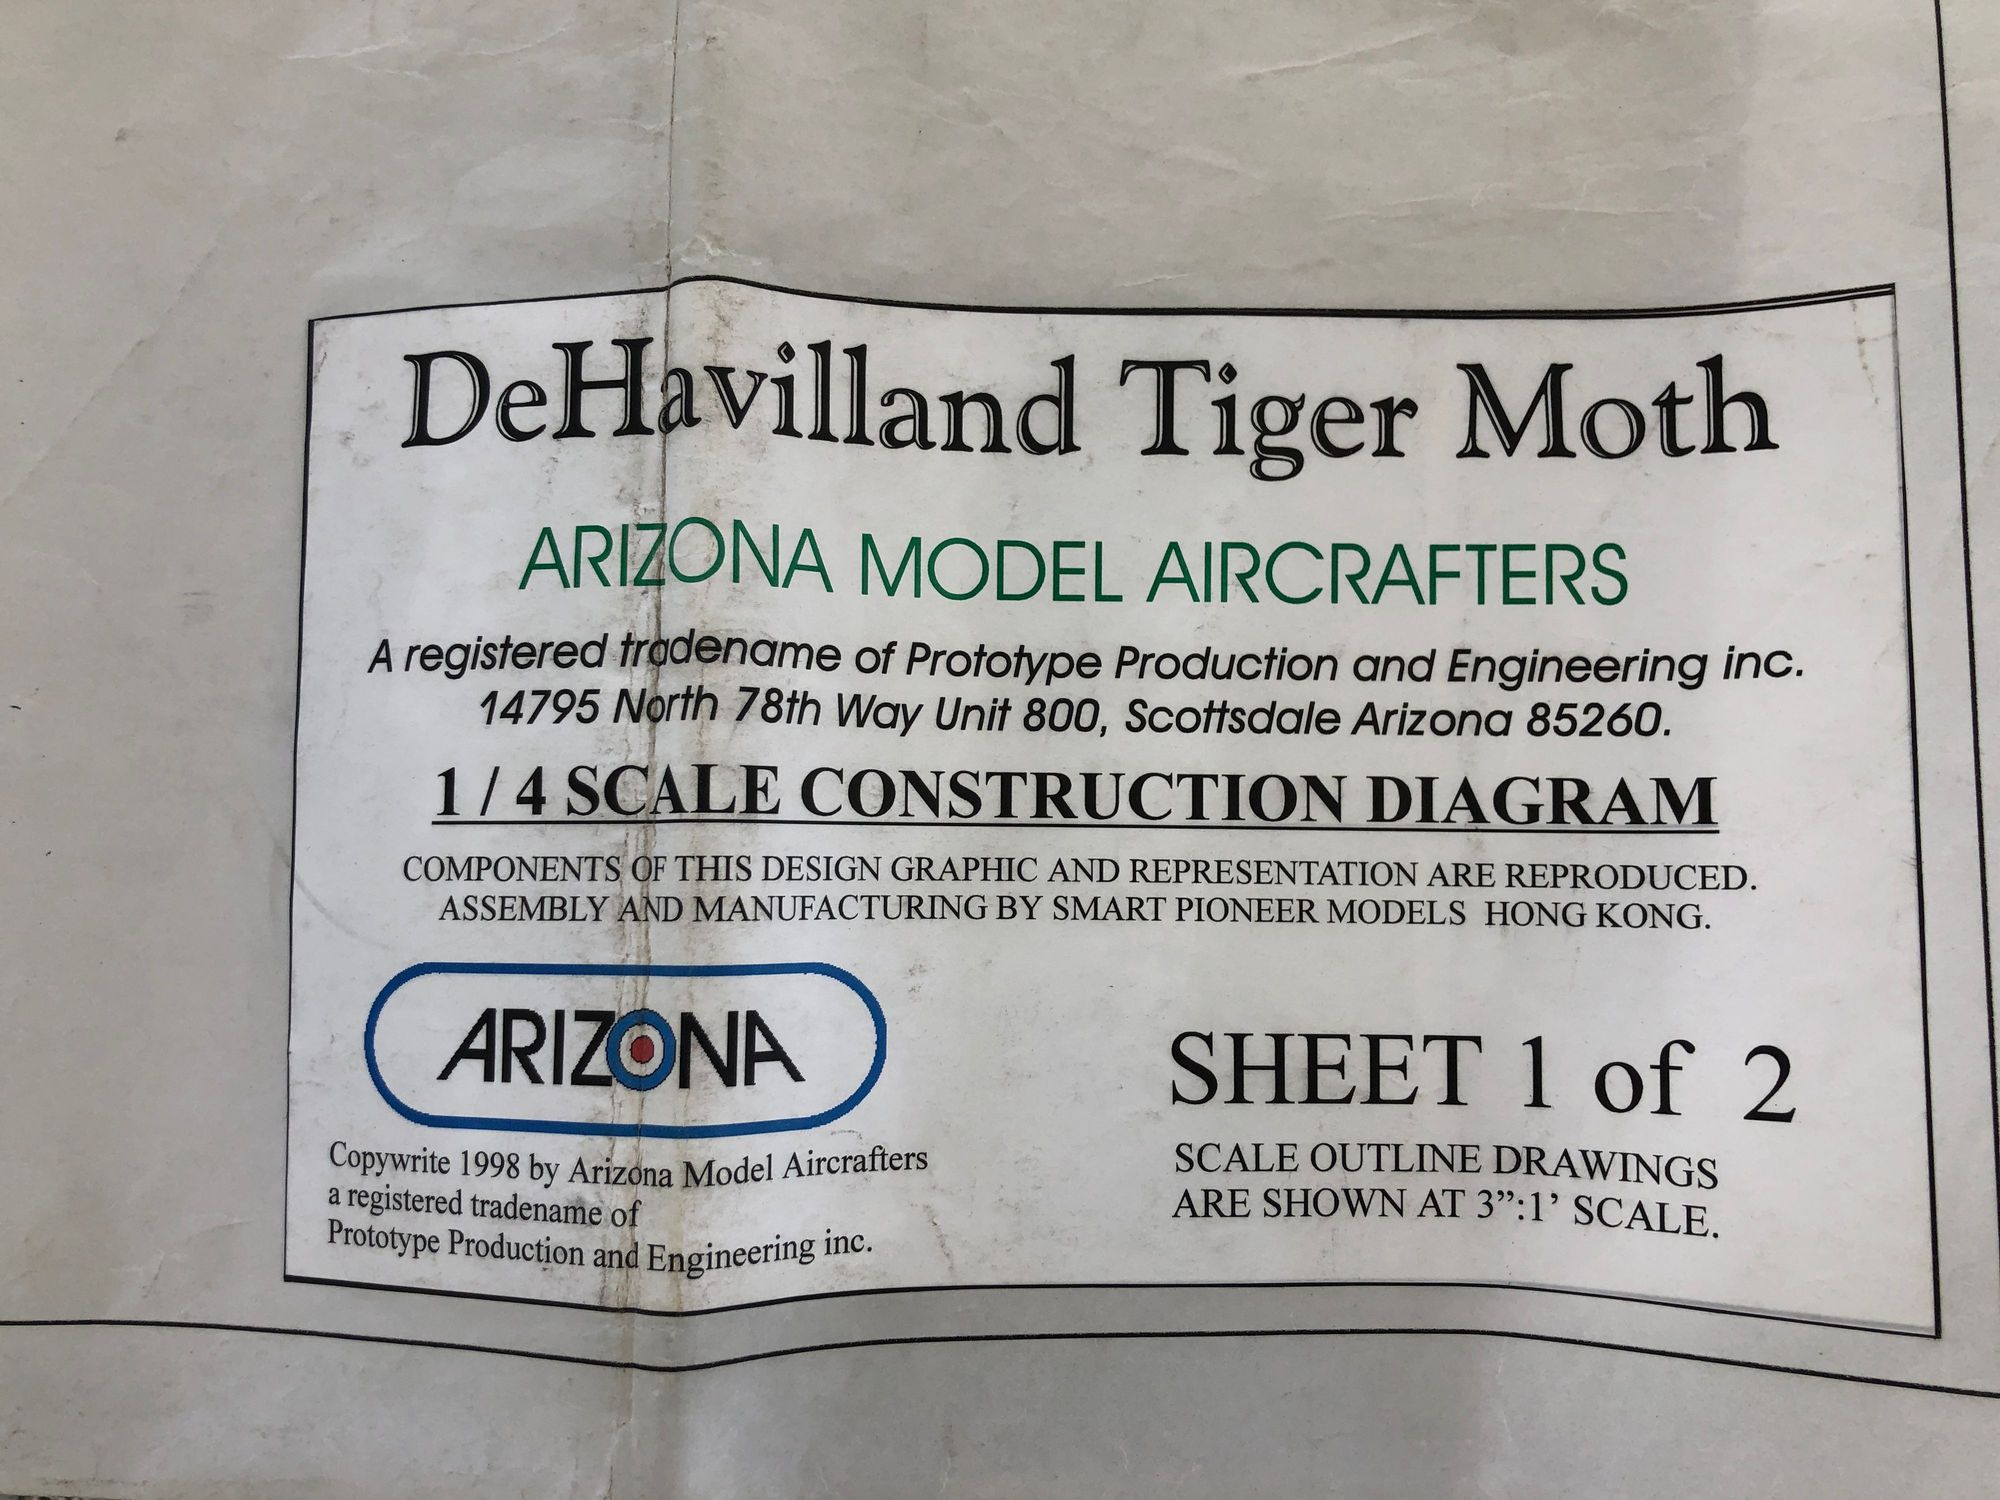 DeHavilland Tiger Moth
ARIZONA MODEL AIRCRAFTERS
A registered tradename of Prototype Production and Engineering inc.
14795 North 78th Way Unit 800, Scottsdale Arizona 85260.
1 / 4 SCALE CONSTRUCTION DIAGRAM
COMPONENTS OF THIS DESIGN GRAPHIC AND REPRESENTATION ARE REPRODUCED.
ASSEMBLY AND MANUFACTURING BY SMART PIONEER MODELS HONG KONG.
ARIZONA
Copywrite 1998 by Arizona Model Aircrafters
a registered tradename of
Prototype Production and Engineering inc.
SHEET 1 of 2
SCALE OUTLINE DRAWINGS
ARE SHOWN AT 3”:1’ SCALE.